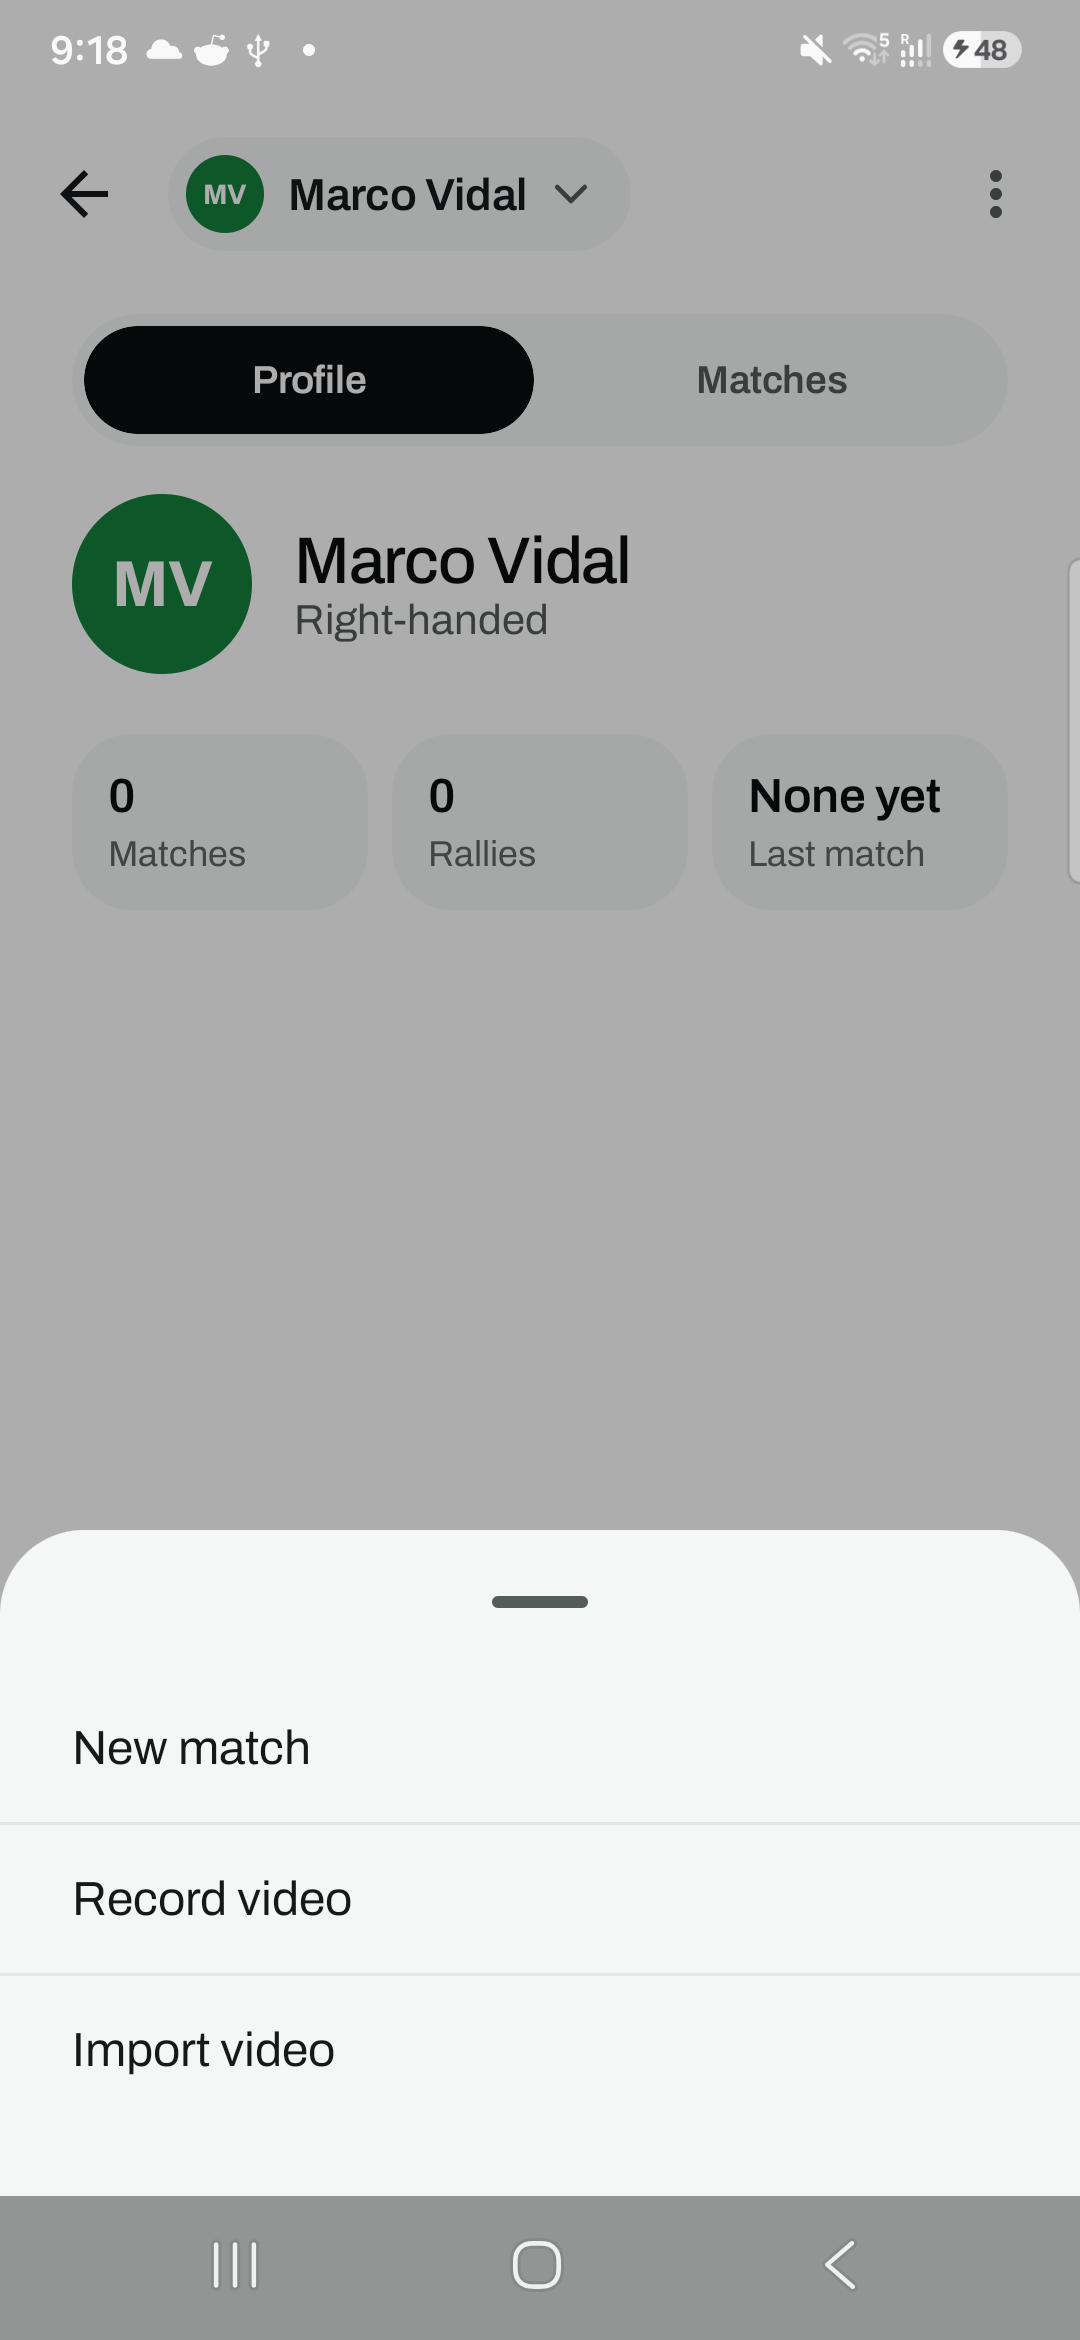 9:18
5
R
48
MV Marco Vidal
Profile
Matches
MV
Marco Vidal
Right-handed
0
Matches
0
Rallies
None yet
Last match
New match
Record video
Import video